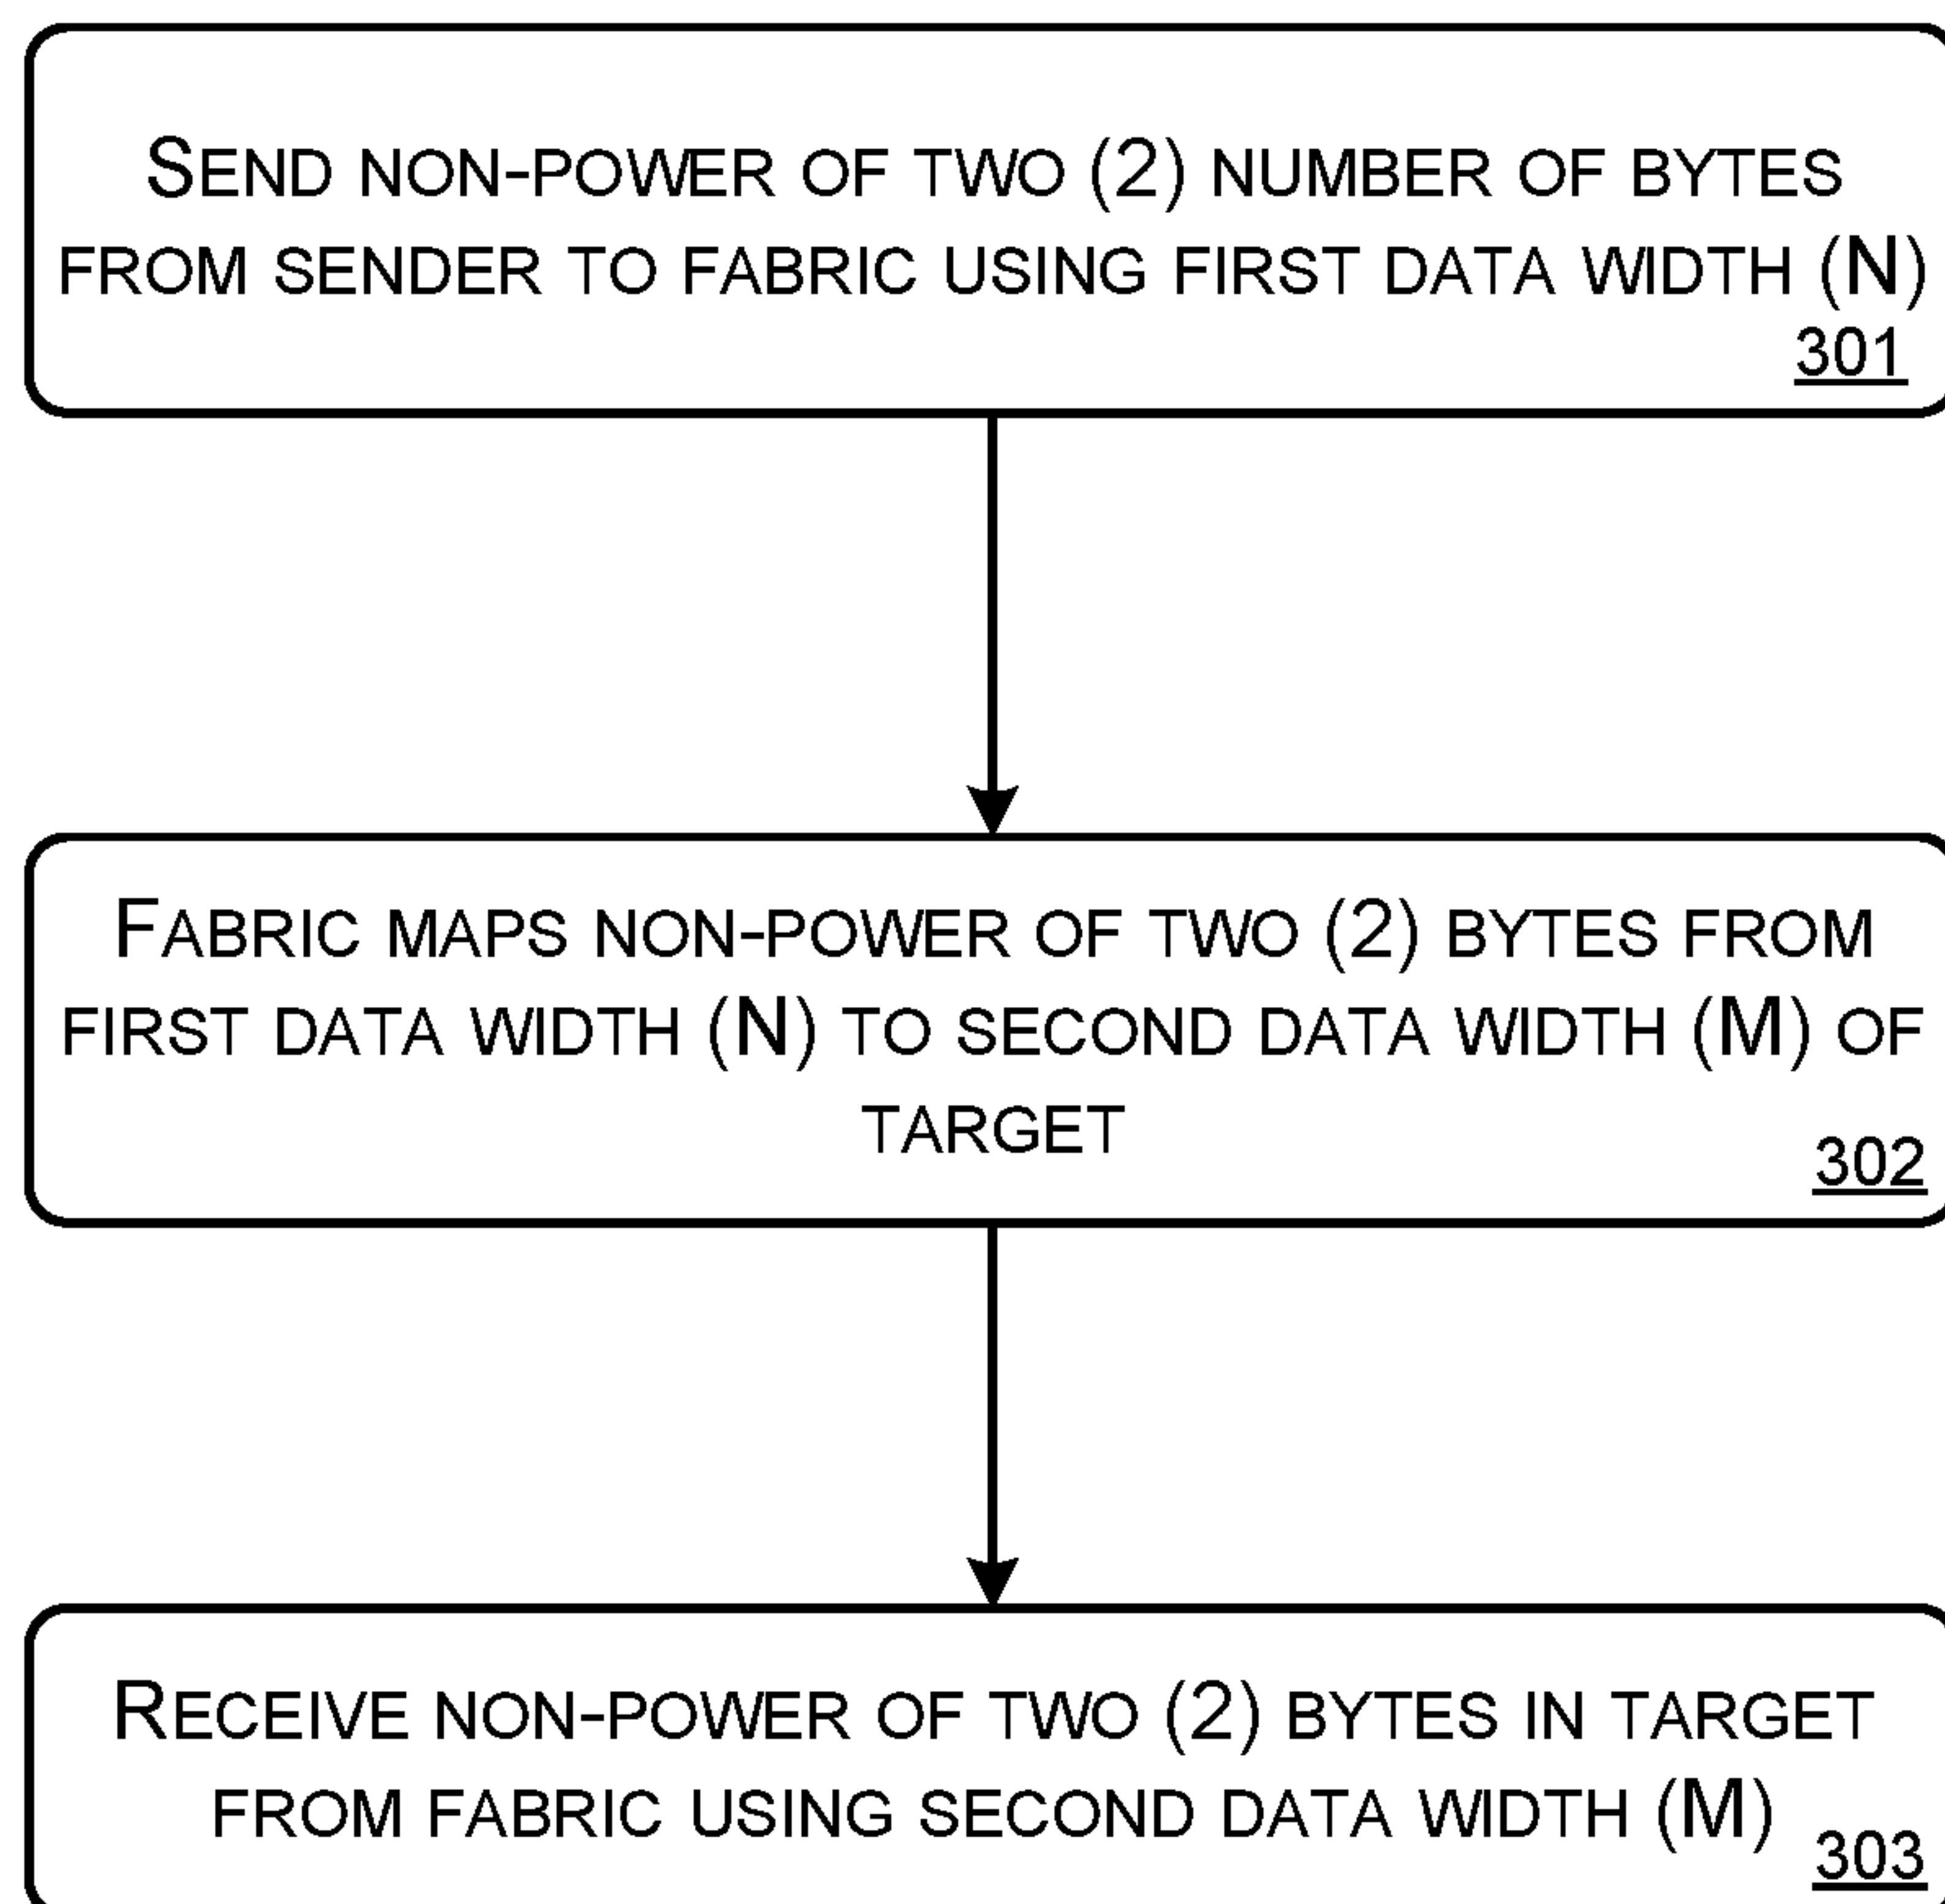 SEND NON-POWER OF TWO (2) NUMBER OF BYTES
FROM SENDER TO FABRIC USING FIRST DATA WIDTH (N)
301
FABRIC MAPS NON-POWER OF TWO (2) BYTES FROM
FIRST DATA WIDTH (N) TO SECOND DATA WIDTH (M) OF
TARGET
302
RECEIVE NON-POWER OF TWO (2) BYTES IN TARGET
FROM FABRIC USING SECOND DATA WIDTH (M)
303